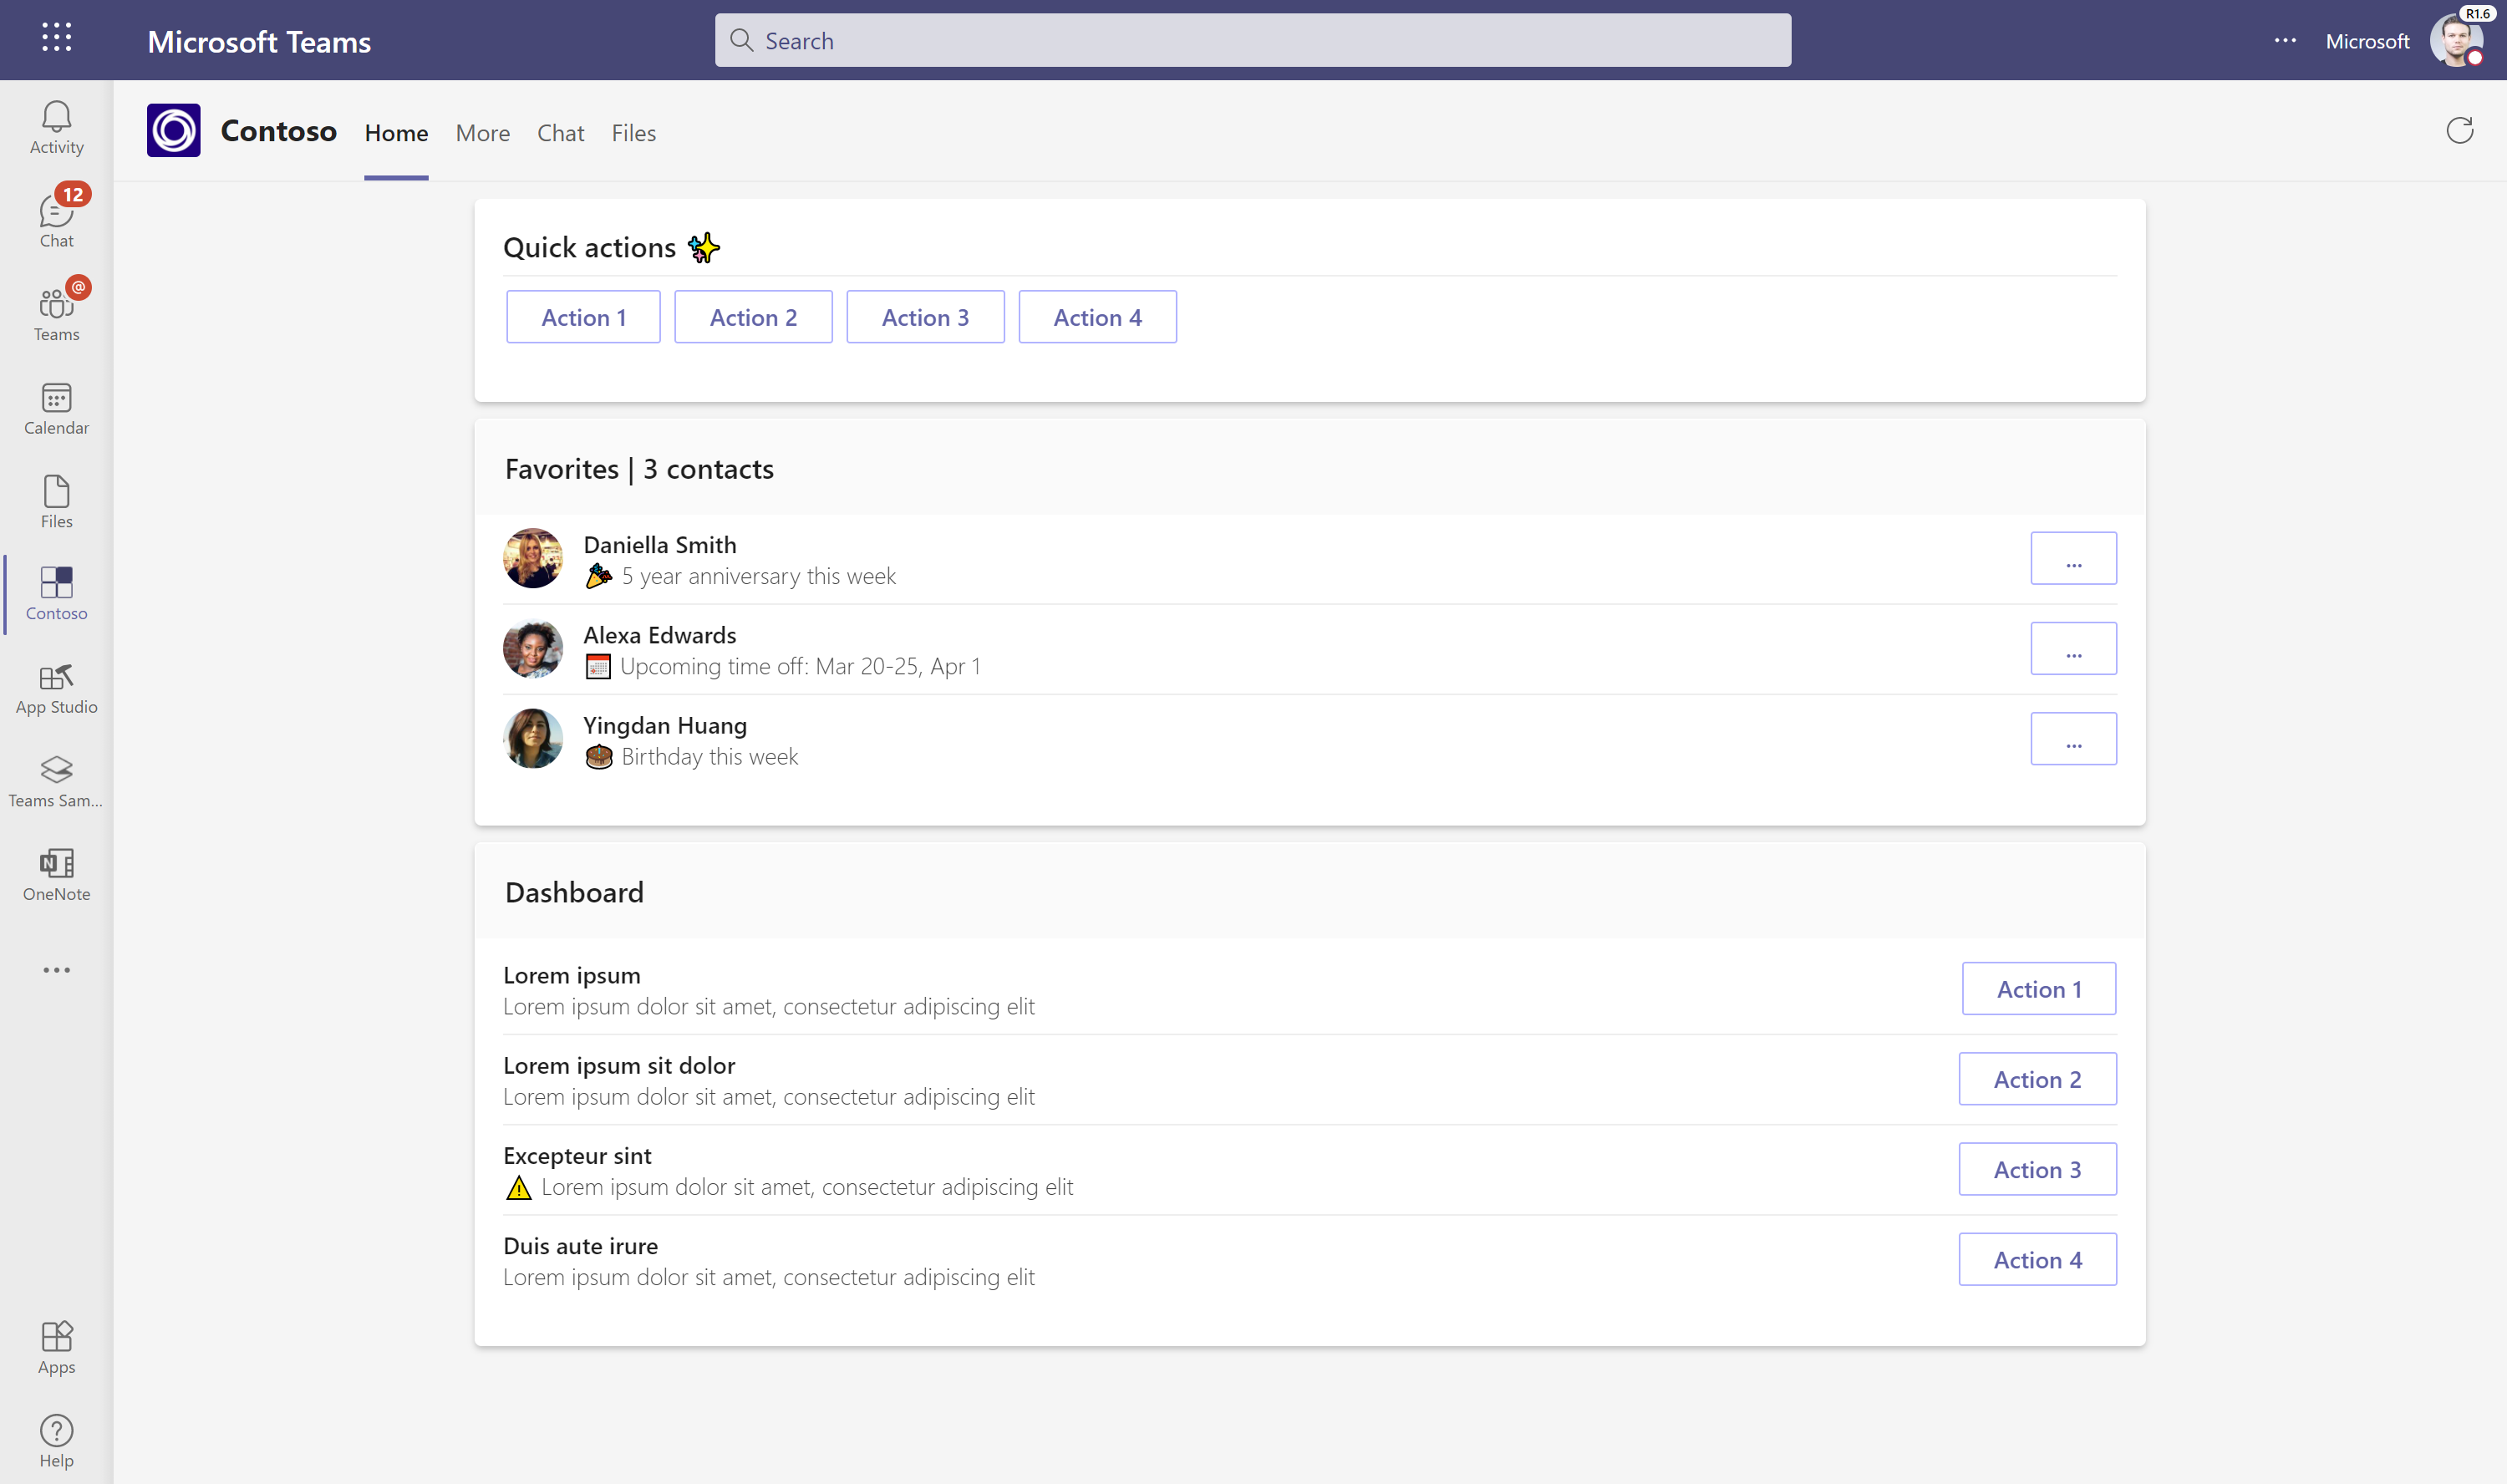 Microsoft Teams
Search
Microsoft
R1.6
Activity
12
Chat
@
Teams
Calendar
Files
Contoso
App Studio
Teams Sam...
N
OneNote
Apps
?
Help
Contoso Home More Chat Files
Quick actions ✨
Action 1 Action 2 Action 3 Action 4
Favorites | 3 contacts
Daniella Smith
🎉 5 year anniversary this week
...
Alexa Edwards
📅 Upcoming time off: Mar 20-25, Apr 1
...
Yingdan Huang
🎂 Birthday this week
...
Dashboard
Lorem ipsum
Lorem ipsum dolor sit amet, consectetur adipiscing elit
Action 1
Lorem ipsum sit dolor
Lorem ipsum dolor sit amet, consectetur adipiscing elit
Action 2
Excepteur sint
⚠ Lorem ipsum dolor sit amet, consectetur adipiscing elit
Action 3
Duis aute irure
Lorem ipsum dolor sit amet, consectetur adipiscing elit
Action 4